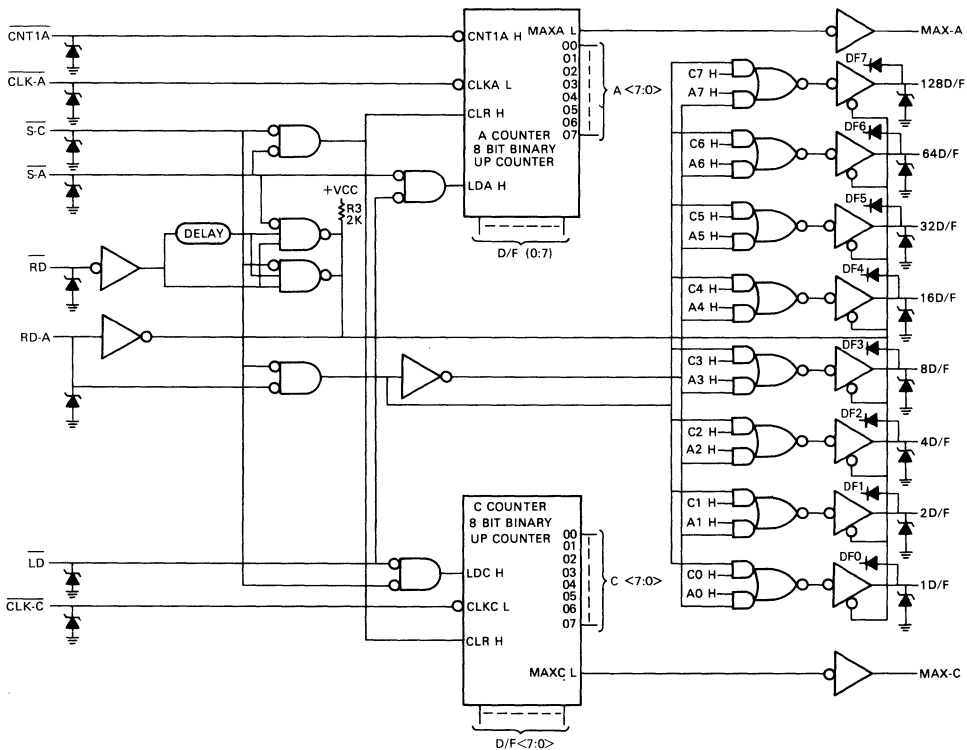 CNT1A
CLK-A
S-C
S-A
RD
RD-A
LD
CLK-C
DELAY
+VCC
R3
2K
CNT1A H
MAXA L
CLKA L
CLR H
A COUNTER
8 BIT BINARY
UP COUNTER
LDA H
00
01
02
03
04
05
06
07
A <7:0>
D/F (0:7)
C COUNTER
8 BIT BINARY
UP COUNTER
LDC H
CLKC L
CLR H
MAXC L
00
01
02
03
04
05
06
07
C <7:0>
D/F<7:0>
MAX-A
C7 H
A7 H
DF7
128D/F
C6 H
A6 H
DF6
64D/F
C5 H
A5 H
DF5
32D/F
C4 H
A4 H
DF4
16D/F
C3 H
A3 H
DF3
8D/F
C2 H
A2 H
DF2
4D/F
C1 H
A1 H
DF1
2D/F
C0 H
A0 H
DF0
1D/F
MAX-C